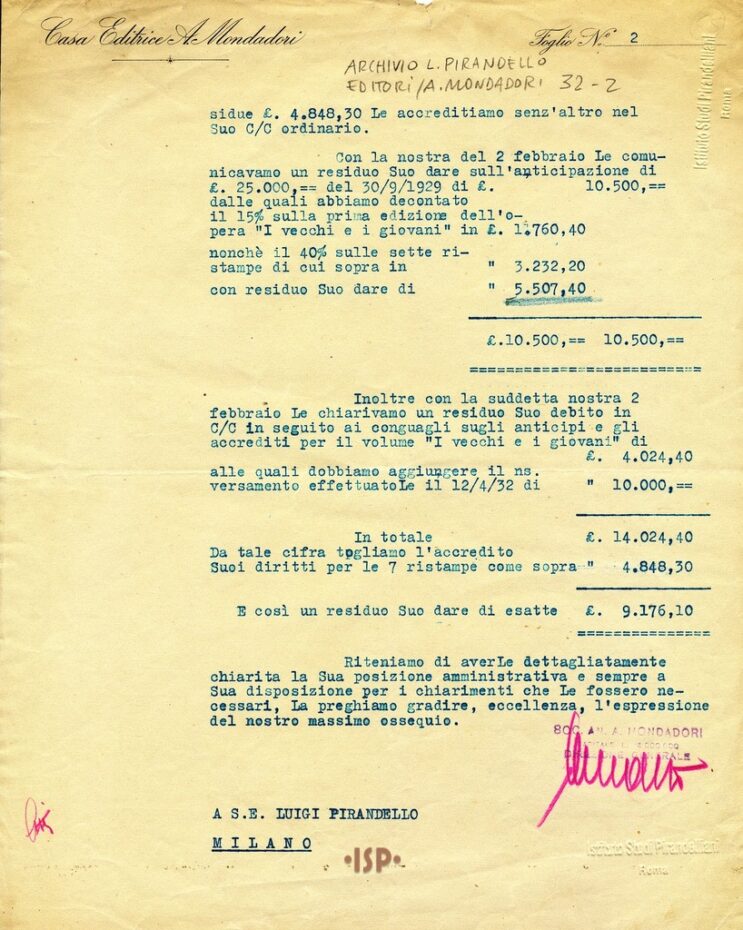 Casa Editrice A. Mondadori
Foglio N.° 2
ARCHIVIO L. PIRANDELLO
EDITORI/A. MONDADORI 32-2
Istituto Studi Pirandelliani
Roma
sidue £. 4.848,30 Le accreditiamo senz'altro nel
Suo C/C ordinario.
Con la nostra del 2 febbraio Le comu-
nicavamo un residuo Suo dare sull'anticipazione di
£. 25.000,== del 30/9/1929 di £. 10.500,==
dalle quali abbiamo decontato
il 15% sulla prima edizione dell'o-
pera "I vecchi e i giovani" in £. 1.760,40
nonchè il 40% sulle sette ri-
stampe di cui sopra in " 3.232,20
con residuo Suo dare di " 5.507,40
£.10.500,== 10.500,==
=========================
Inoltre con la suddetta nostra 2
febbraio Le chiarivamo un residuo Suo debito in
C/C in seguito ai conguagli sugli anticipi e gli
accrediti per il volume "I vecchi e i giovani" di
£. 4.024,40
alle quali dobbiamo aggiungere il ns.
versamento effettuatoLe il 12/4/32 di " 10.000,==
In totale £. 14.024,40
Da tale cifra togliamo l'accredito
Suoi diritti per le 7 ristampe come sopra " 4.848,30
E così un residuo Suo dare di esatte £. 9.176,10
===============
Riteniamo di averLe dettagliatamente
chiarita la Sua posizione amministrativa e sempre a
Sua disposizione per i chiarimenti che Le fossero ne-
cessari, La preghiamo gradire, eccellenza, l'espressione
del nostro massimo ossequio.
SOC. AN. A. MONDADORI
A S.E. LUIGI PIRANDELLO
MILANO
·ISP·
Istituto Studi Pirandelliani
Roma